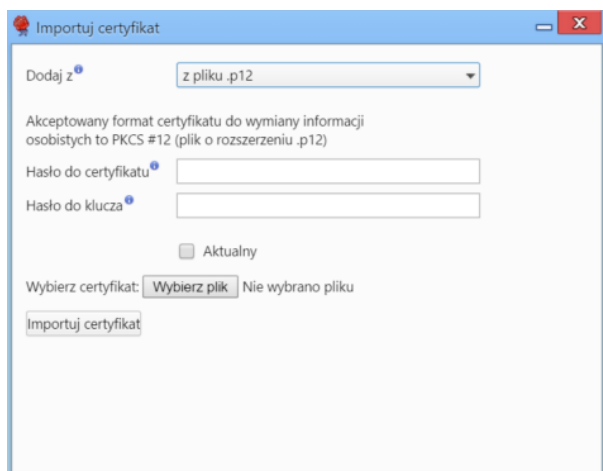 Importuj certyfikat
Dodaj z
z pliku .p12
Akceptowany format certyfikatu do wymiany informacji
osobistych to PKCS #12 (plik o rozszerzeniu .p12)
Hasło do certyfikatu
Hasło do klucza
Aktualny
Wybierz certyfikat: Wybierz plik Nie wybrano pliku
Importuj certyfikat